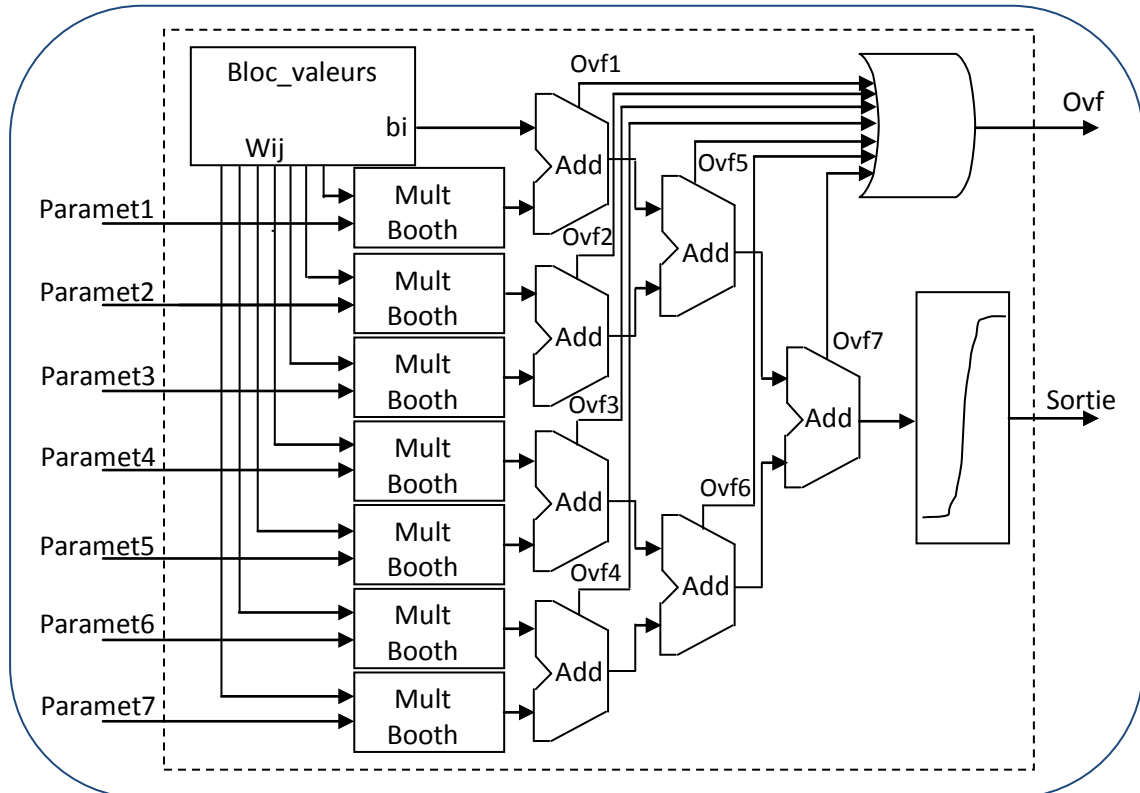 Bloc_valeurs
bi
Wij
Ovf1
Ovf
Add
Ovf5
Mult
Booth
Paramet1
Ovf2
Add
Mult
Booth
Paramet2
Add
Ovf7
Mult
Booth
Paramet3
Ovf3
Add
Sortie
Mult
Booth
Paramet4
Add
Ovf6
Mult
Booth
Paramet5
Ovf4
Add
Mult
Booth
Paramet6
Add
Mult
Booth
Paramet7